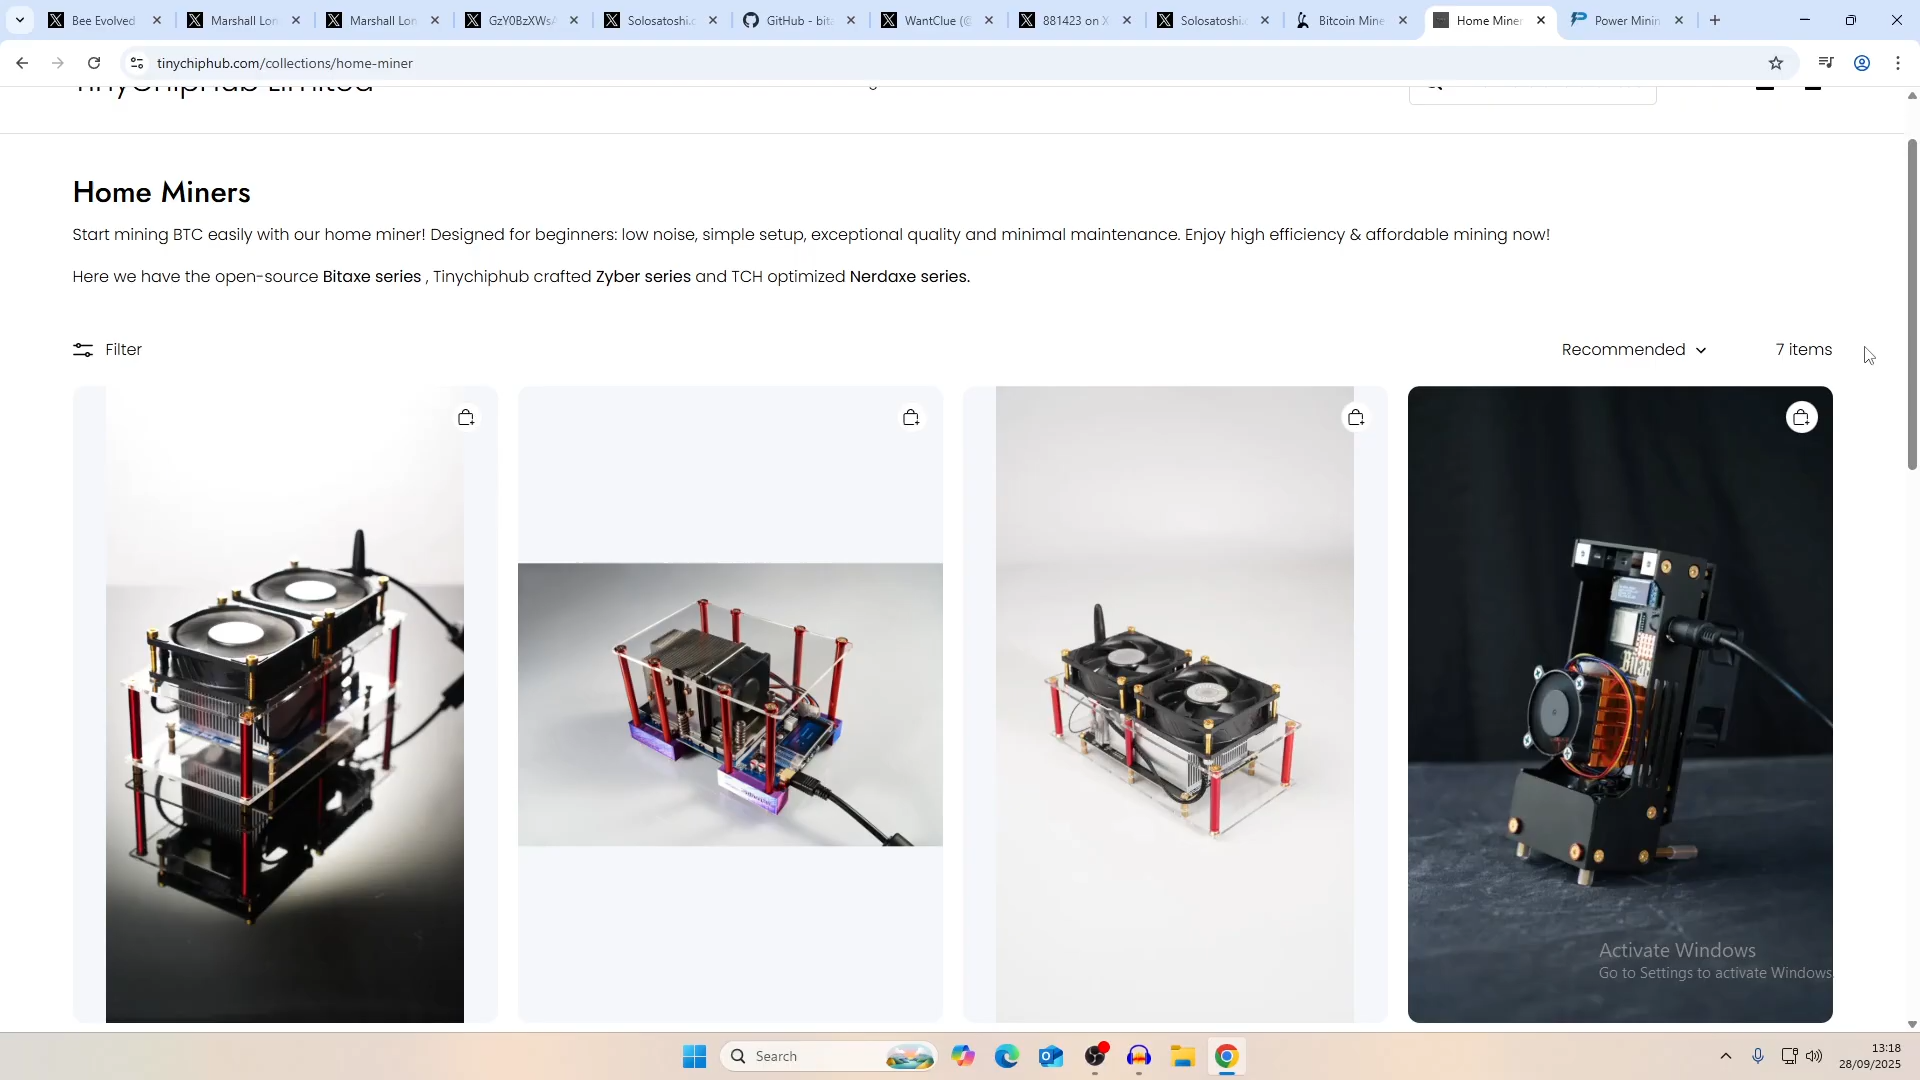 Bee Evolved
Marshall Lon
Marshall Lon
GzY0BzXWsA
Solosatoshi.c
GitHub - bita
WantClue (@
881423 on X
Solosatoshi.c
Bitcoin Mine
Home Miner
Power Minin
tinychiphub.com/collections/home-miner
TinyChipHub Limited
Home Miners
Start mining BTC easily with our home miner! Designed for beginners: low noise, simple setup, exceptional quality and minimal maintenance. Enjoy high efficiency & affordable mining now!
Here we have the open-source Bitaxe series , Tinychiphub crafted Zyber series and TCH optimized Nerdaxe series.
Filter
Recommended
7 items
Activate Windows
Go to Settings to activate Windows.
Search
13:18
28/09/2025